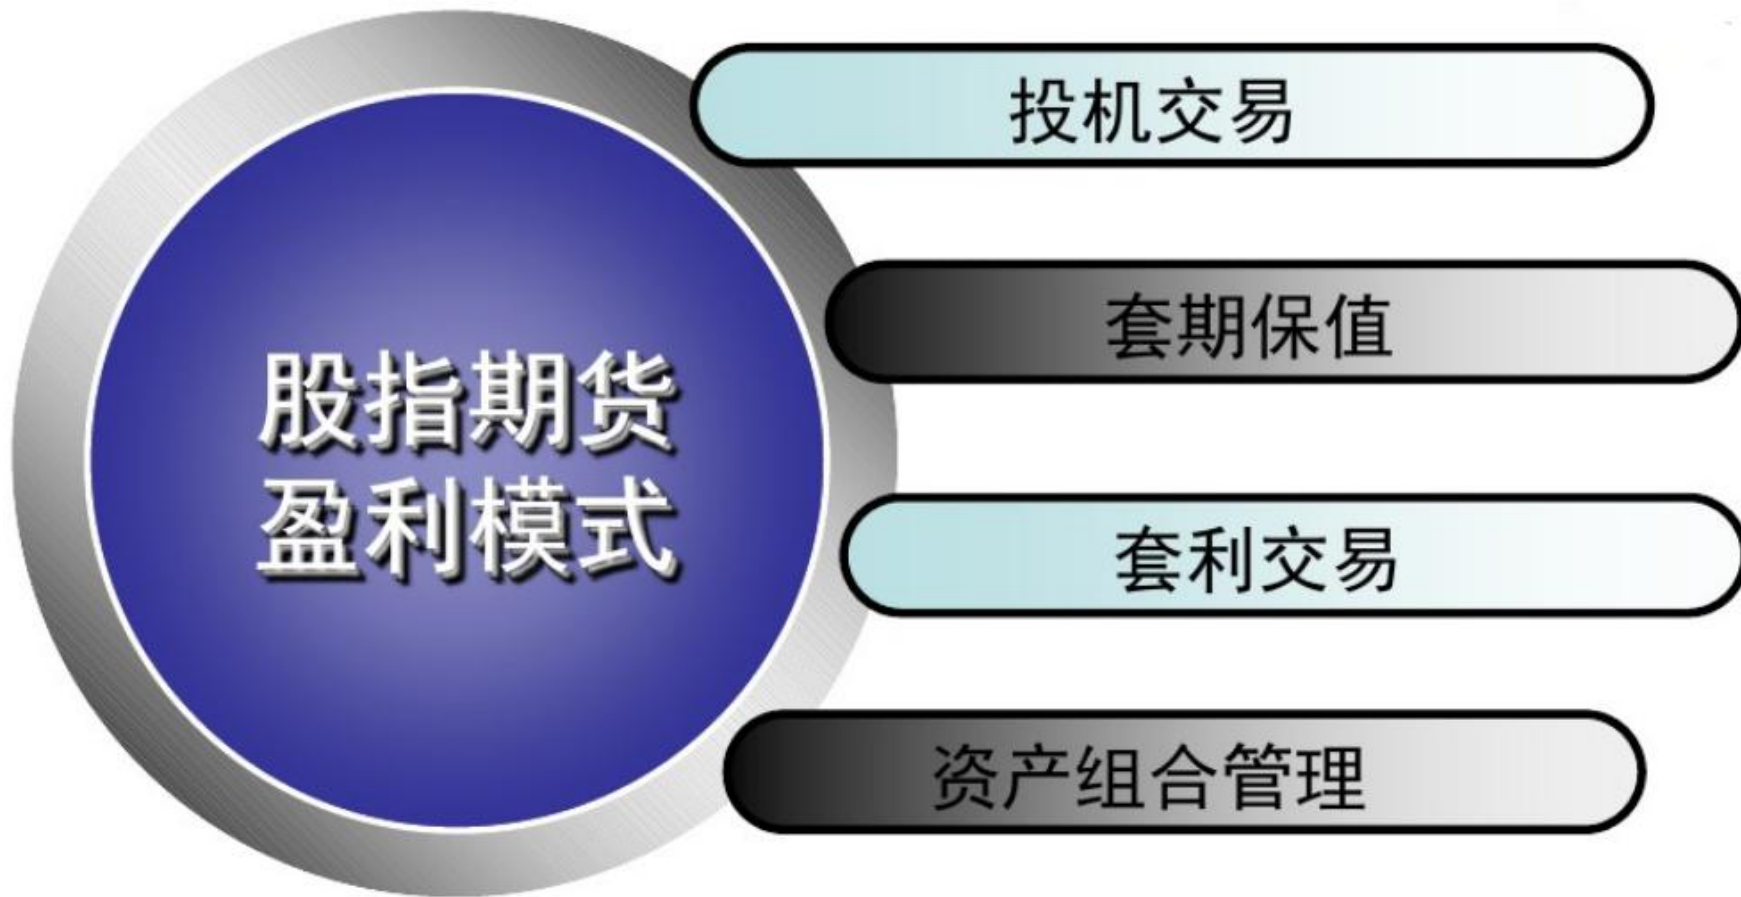 股指期货
盈利模式
投机交易
套期保值
套利交易
资产组合管理